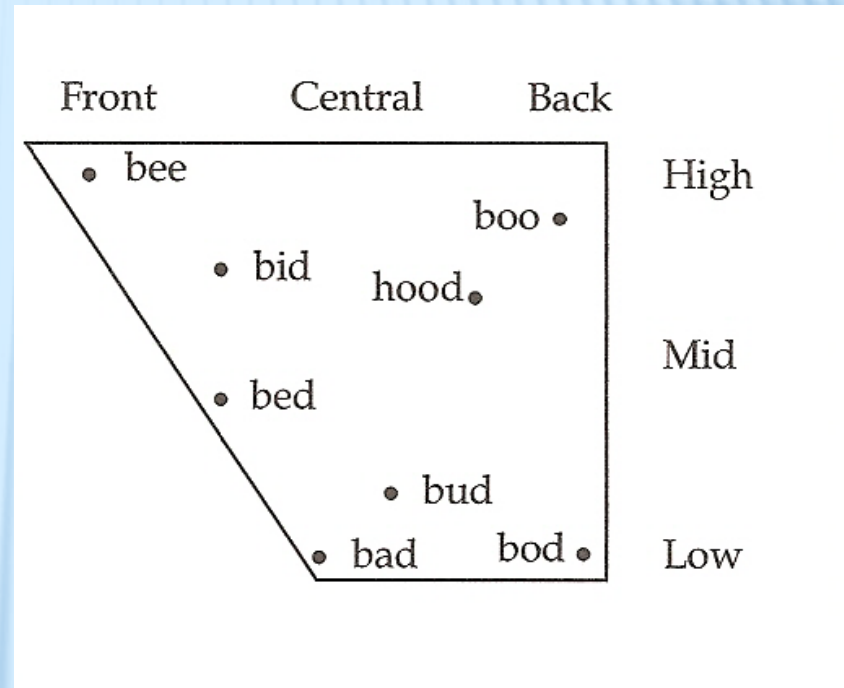 Front Central Back
bee
High
boo
bid
hood
Mid
bed
bud
bad bod Low